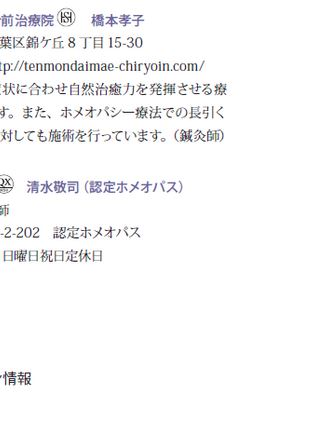 前治療院 橋本孝子
葉区錦ケ丘8丁目15-30
tp://tenmondaimae-chiryoin.com/
状に合わせ自然治癒力を発揮させる療
す。また、ホメオパシー療法での長引く
対しても施術を行っています。（鍼灸師）
清水敬司（認定ホメオパス）
師
-2-202 認定ホメオパス
日曜日祝日定休日
情報